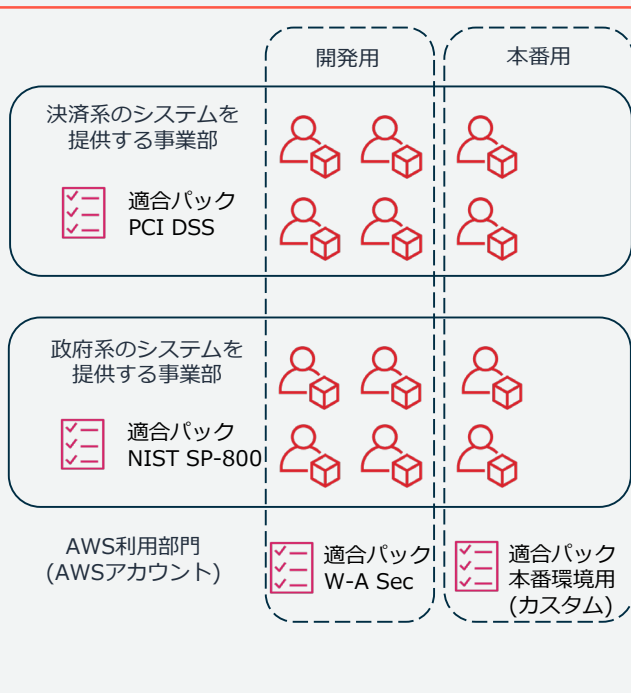 開発用
本番用
決済系のシステムを
提供する事業部
適合パック
PCI DSS
政府系のシステムを
提供する事業部
適合パック
NIST SP-800
AWS利用部門
(AWSアカウント)
適合パック
W-A Sec
適合パック
本番環境用
(カスタム)